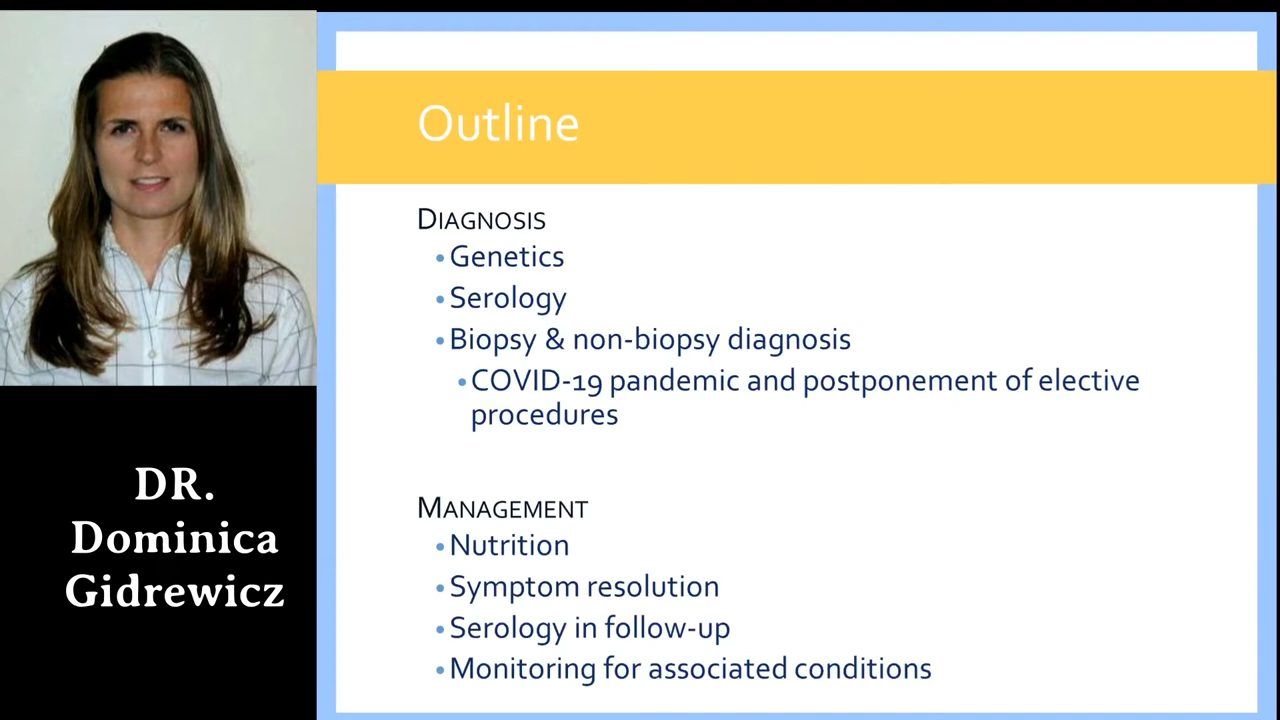 Outline
DIAGNOSIS
• Genetics
• Serology
• Biopsy & non-biopsy diagnosis
• COVID-19 pandemic and postponement of elective
procedures
MANAGEMENT
• Nutrition
• Symptom resolution
• Serology in follow-up
• Monitoring for associated conditions
DR.
Dominica
Gidrewicz